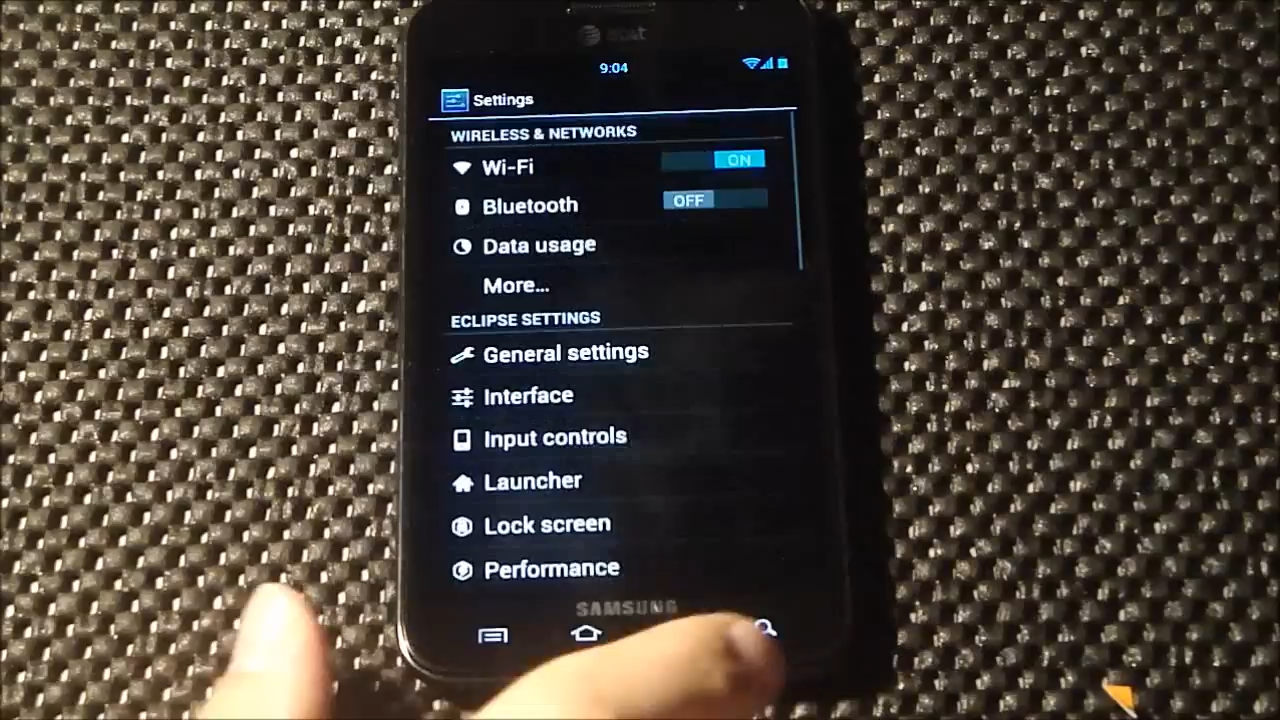 at&t
9:04
Settings
WIRELESS & NETWORKS
Wi-Fi
ON
Bluetooth
OFF
Data usage
More...
ECLIPSE SETTINGS
General settings
Interface
Input controls
Launcher
Lock screen
Performance
SAMSUNG